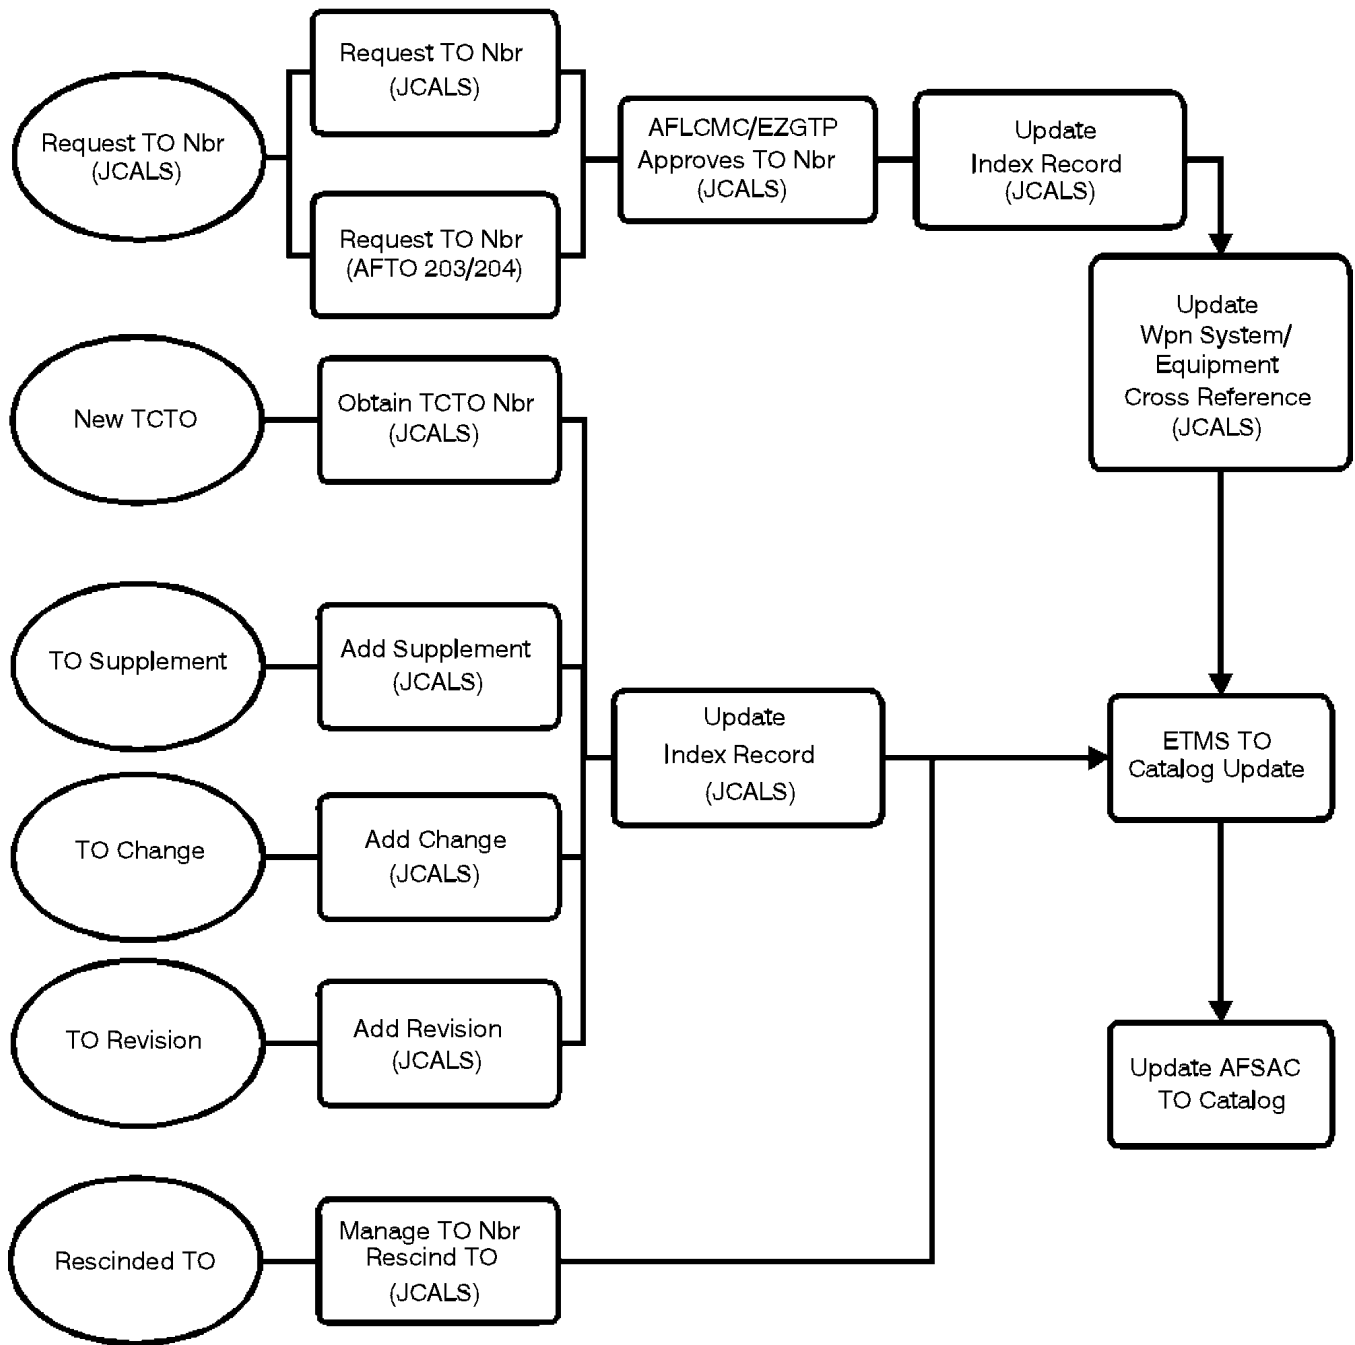 Request TO Nbr
(JCALS)
Request TO Nbr
(JCALS)
Request TO Nbr
(AFTO 203/204)
AFLCMC/EZGTP
Approves TO Nbr
(JCALS)
Update
Index Record
(JCALS)
Update
Wpn System/
Equipment
Cross Reference
(JCALS)
New TCTO
Obtain TCTO Nbr
(JCALS)
TO Supplement
Add Supplement
(JCALS)
TO Change
Add Change
(JCALS)
TO Revision
Add Revision
(JCALS)
Update
Index Record
(JCALS)
ETMS TO
Catalog Update
Update AFSAC
TO Catalog
Rescinded TO
Manage TO Nbr
Rescind TO
(JCALS)